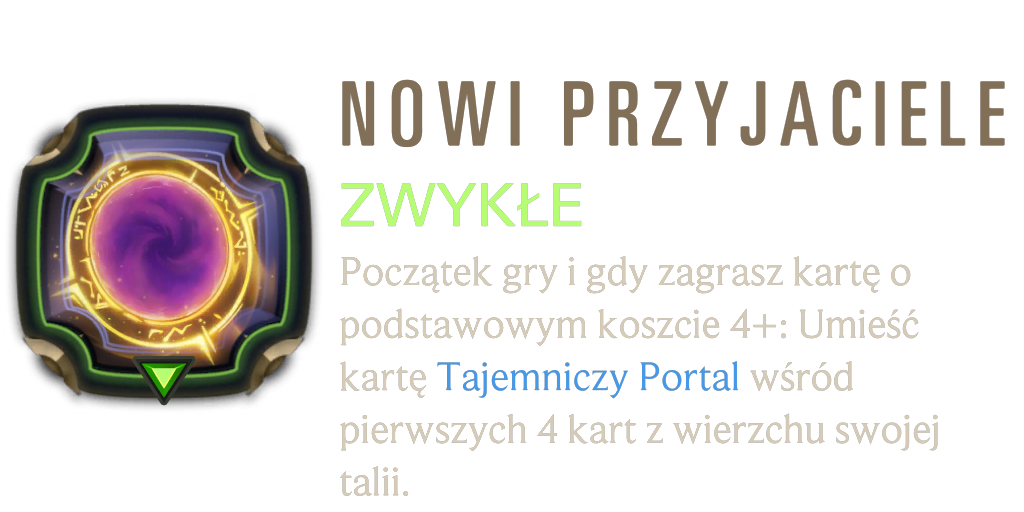 NOWI PRZYJACIELE
ZWYKŁE
Początek gry i gdy zagrasz kartę o
podstawowym koszcie 4+: Umieść
kartę Tajemniczy Portal wśród
pierwszych 4 kart z wierzchu swojej
talii.